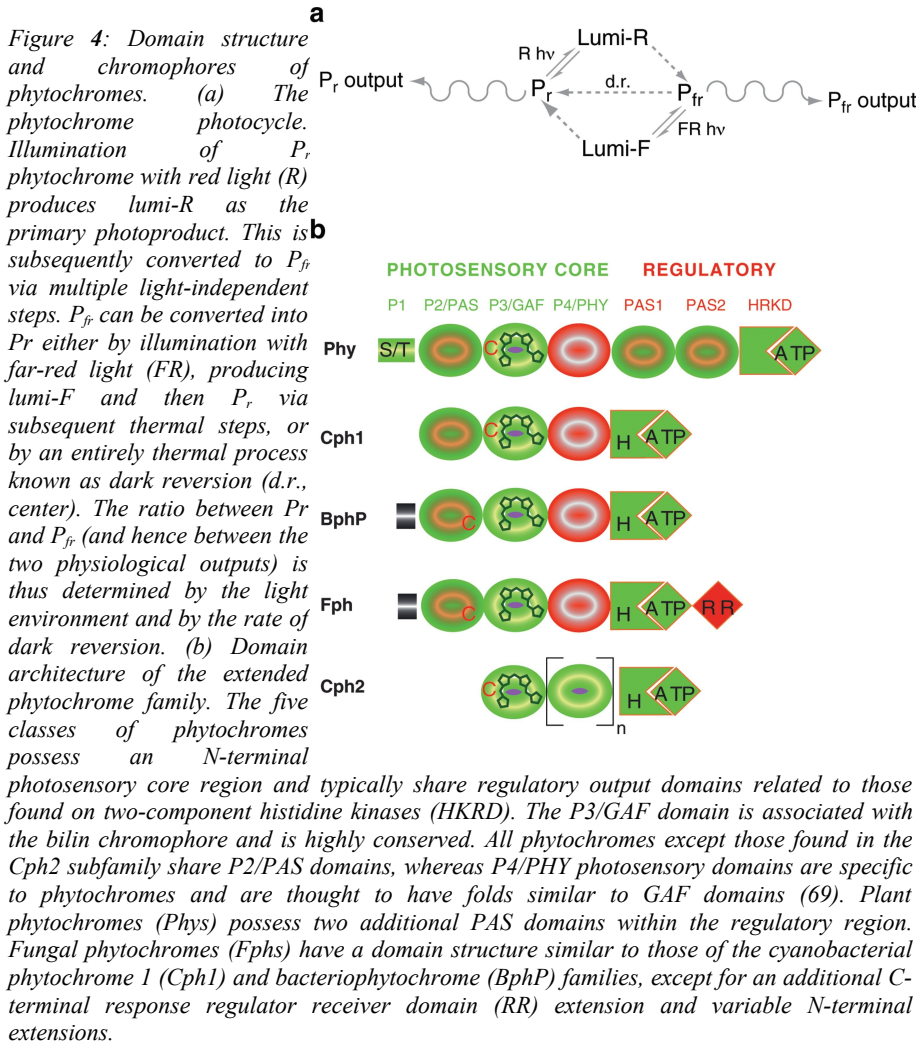 Figure 4: Domain structure
and chromophores of
phytochromes. (a) The
phytochrome photocycle.
Illumination of Pr
phytochrome with red light (R)
produces lumi-R as the
primary photoproduct. This is
subsequently converted to Pfr
via multiple light-independent
steps. Pfr can be converted into
Pr either by illumination with
far-red light (FR), producing
lumi-F and then Pr via
subsequent thermal steps, or
by an entirely thermal process
known as dark reversion (d.r.,
center). The ratio between Pr
and Pfr (and hence between the
two physiological outputs) is
thus determined by the light
environment and by the rate of
dark reversion. (b) Domain
architecture of the extended
phytochrome family. The five
classes of phytochromes
possess an N-terminal
photosensory core region and typically share regulatory output domains related to those
found on two-component histidine kinases (HKRD). The P3/GAF domain is associated with
the bilin chromophore and is highly conserved. All phytochromes except those found in the
Cph2 subfamily share P2/PAS domains, whereas P4/PHY photosensory domains are specific
to phytochromes and are thought to have folds similar to GAF domains (69). Plant
phytochromes (Phys) possess two additional PAS domains within the regulatory region.
Fungal phytochromes (Fphs) have a domain structure similar to those of the cyanobacterial
phytochrome 1 (Cph1) and bacteriophytochrome (BphP) families, except for an additional C-
terminal response regulator receiver domain (RR) extension and variable N-terminal
extensions.
a
Lumi-R
R hν
Pr output
Pr
d.r.
Pfr
Pfr output
FR hν
Lumi-F
b
PHOTOSENSORY CORE REGULATORY
P1 P2/PAS P3/GAF P4/PHY PAS1 PAS2 HRKD
Phy S/T C A TP
Cph1 C H A TP
BphP C H A TP
Fph C H A TP R R
Cph2 C n H A TP